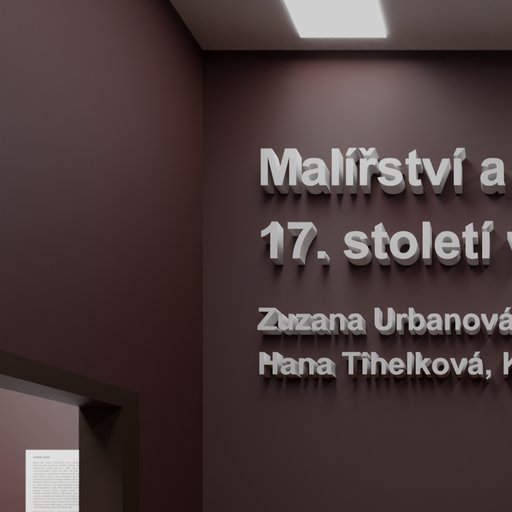 Malířství a
17. století v
Zuzana Urbanová
Hana Tihelková, K